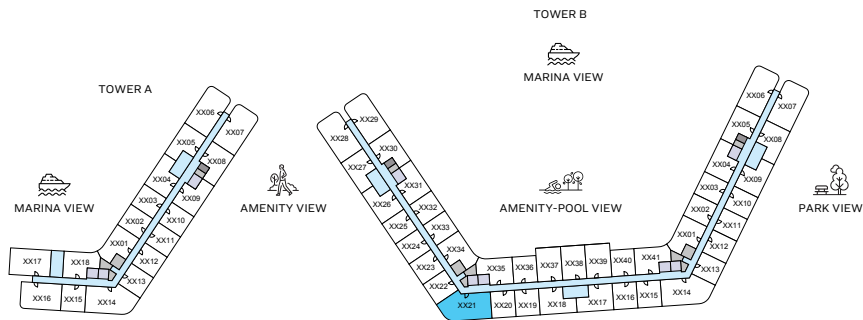 TOWER B
MARINA VIEW
TOWER A
XX06
XX07
XX05
XX08
XX04
XX09
XX03
XX02
XX11
XX01
XX12
XX17
XX18
XX13
XX16
XX15
XX14
MARINA VIEW
AMENITY VIEW
XX29
XX28
XX30
XX27
XX31
XX26
XX32
XX25
XX33
XX24
XX34
XX23
XX22
XX21
XX35
XX36
XX37
XX38
XX39
XX40
XX41
XX20
XX19
XX18
XX17
XX16
XX15
XX14
AMENITY-POOL VIEW
XX06
XX07
XX05
XX08
XX04
XX09
XX03
XX10
XX02
XX11
XX01
XX12
XX13
PARK VIEW